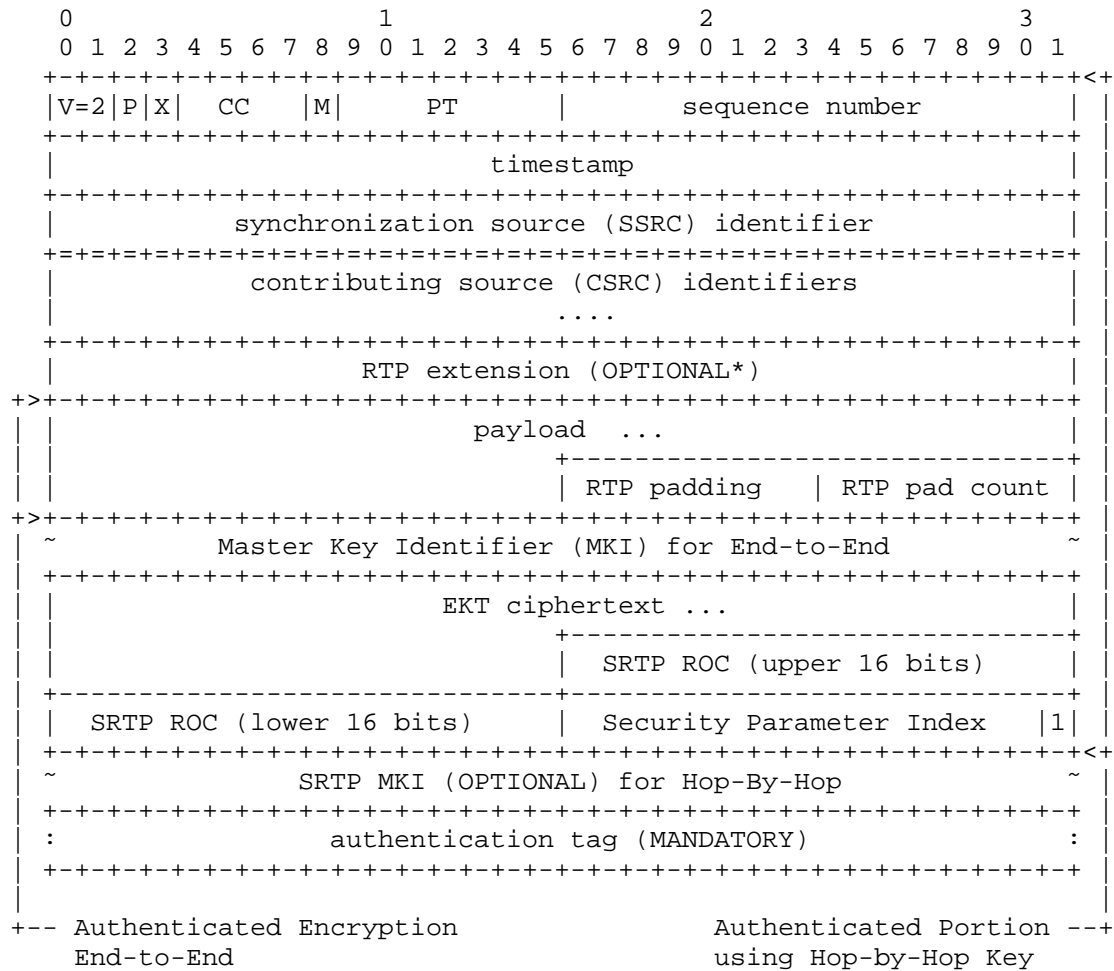 0                   1                   2                   3
0 1 2 3 4 5 6 7 8 9 0 1 2 3 4 5 6 7 8 9 0 1 2 3 4 5 6 7 8 9 0 1
+-+-+-+-+-+-+-+-+-+-+-+-+-+-+-+-+-+-+-+-+-+-+-+-+-+-+-+-+-+-+-+-+<+
|V=2|P|X|  CC   |M|     PT      |       sequence number         | |
+-+-+-+-+-+-+-+-+-+-+-+-+-+-+-+-+-+-+-+-+-+-+-+-+-+-+-+-+-+-+-+-+ |
|                           timestamp                           | |
+-+-+-+-+-+-+-+-+-+-+-+-+-+-+-+-+-+-+-+-+-+-+-+-+-+-+-+-+-+-+-+-+ |
|           synchronization source (SSRC) identifier            | |
+=+=+=+=+=+=+=+=+=+=+=+=+=+=+=+=+=+=+=+=+=+=+=+=+=+=+=+=+=+=+=+=+ |
|            contributing source (CSRC) identifiers             | |
|                               ....                            | |
+-+-+-+-+-+-+-+-+-+-+-+-+-+-+-+-+-+-+-+-+-+-+-+-+-+-+-+-+-+-+-+-+ |
|                   RTP extension (OPTIONAL*)                   | |
+>+-+-+-+-+-+-+-+-+-+-+-+-+-+-+-+-+-+-+-+-+-+-+-+-+-+-+-+-+-+-+-+-+ |
| |                          payload  ...                         | |
| |                               +-------------------------------+ |
| |                               | RTP padding   | RTP pad count | |
+>+-+-+-+-+-+-+-+-+-+-+-+-+-+-+-+-+-+-+-+-+-+-+-+-+-+-+-+-+-+-+-+-+ |
| ~          Master Key Identifier (MKI) for End-to-End           ~ |
| +-+-+-+-+-+-+-+-+-+-+-+-+-+-+-+-+-+-+-+-+-+-+-+-+-+-+-+-+-+-+-+-+ |
| |                        EKT ciphertext ...                     | |
| |                               +-------------------------------+ |
| |                               |  SRTP ROC (upper 16 bits)     | |
| +-------------------------------+-------------------------------+ |
| |  SRTP ROC (lower 16 bits)     |  Security Parameter Index   |1| |
| +-+-+-+-+-+-+-+-+-+-+-+-+-+-+-+-+-+-+-+-+-+-+-+-+-+-+-+-+-+-+-+-+<+
| ~               SRTP MKI (OPTIONAL) for Hop-By-Hop              ~ |
| +-+-+-+-+-+-+-+-+-+-+-+-+-+-+-+-+-+-+-+-+-+-+-+-+-+-+-+-+-+-+-+-+ |
| :                 authentication tag (MANDATORY)                : |
| +-+-+-+-+-+-+-+-+-+-+-+-+-+-+-+-+-+-+-+-+-+-+-+-+-+-+-+-+-+-+-+-+ |
|                                                                   |
+-- Authenticated Encryption                Authenticated Portion --+
End-to-End                              using Hop-by-Hop Key